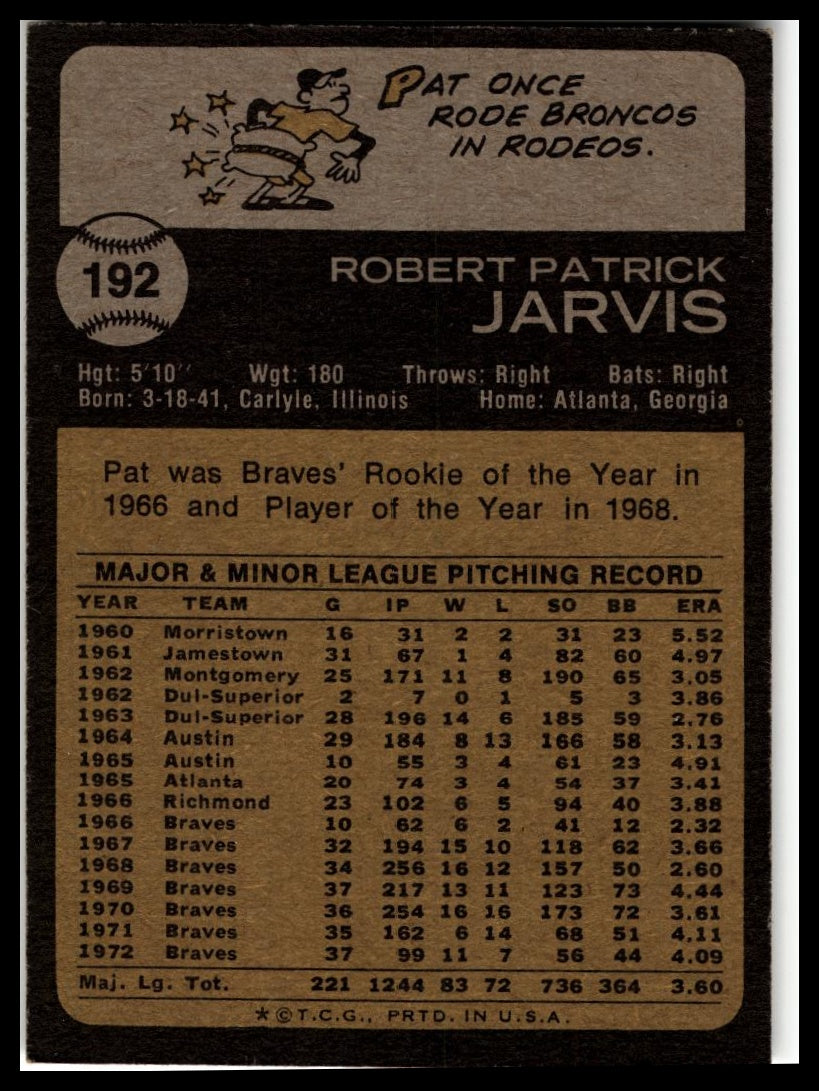 PAT ONCE
RODE BRONCOS
IN RODEOS.
192
ROBERT PATRICK
JARVIS
Hgt: 5'10" Wgt: 180 Throws: Right Bats: Right
Born: 3-18-41, Carlyle, Illinois Home: Atlanta, Georgia
Pat was Braves' Rookie of the Year in
1966 and Player of the Year in 1968.
MAJOR & MINOR LEAGUE PITCHING RECORD
YEAR TEAM G IP W L SO BB ERA
1960 Morristown 16 31 2 2 31 23 5.52
1961 Jamestown 31 67 1 4 82 60 4.97
1962 Montgomery 25 171 11 8 190 65 3.05
1962 Dul-Superior 2 7 0 1 5 3 3.86
1963 Dul-Superior 28 196 14 6 185 59 2.76
1964 Austin 29 184 8 13 166 58 3.13
1965 Austin 10 55 3 4 61 23 4.91
1965 Atlanta 20 74 3 4 54 37 3.41
1966 Richmond 23 102 6 5 94 40 3.88
1966 Braves 10 62 6 2 41 12 2.32
1967 Braves 32 194 15 10 118 62 3.66
1968 Braves 34 256 16 12 157 50 2.60
1969 Braves 37 217 13 11 123 73 4.44
1970 Braves 36 254 16 16 173 72 3.61
1971 Braves 35 162 6 14 68 51 4.11
1972 Braves 37 99 11 7 56 44 4.09
Maj. Lg. Tot. 221 1244 83 72 736 364 3.60
* © T.C.G., PRTD. IN U.S.A.